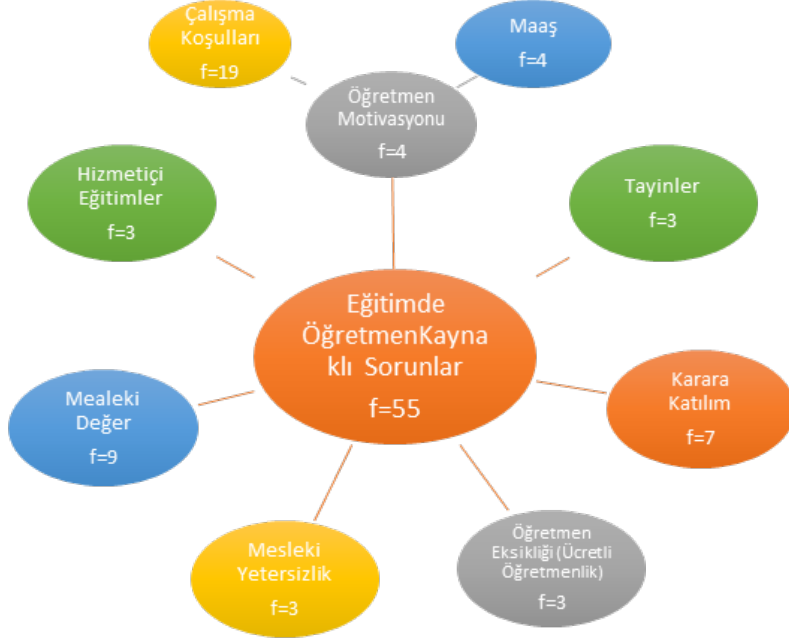 Çalışma
Koşulları
f=19
Maaş
f=4
Öğretmen
Motivasyonu
f=4
Hizmetiçi
Eğitimler
f=3
Tayinler
f=3
Eğitimde
ÖğretmenKayna
klı Sorunlar
f=55
Mealeki
Değer
f=9
Karara
Katılım
f=7
Mesleki
Yetersizlik
f=3
Öğretmen
Eksikliği (Ücretli
Öğretmenlik)
f=3